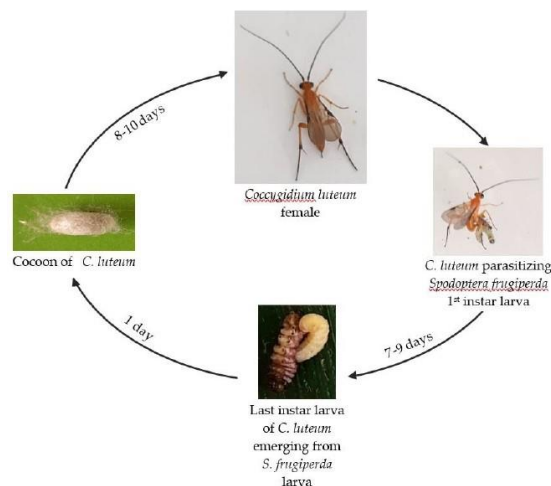 8-10 days
Coccygidium luteum
female
Cocoon of C. luteum
C. luteum parasitizing
Spodoptera frugiperda
1st instar larva
1 day
7-9 days
Last instar larva
of C. luteum
emerging from
S. frugiperda
larva